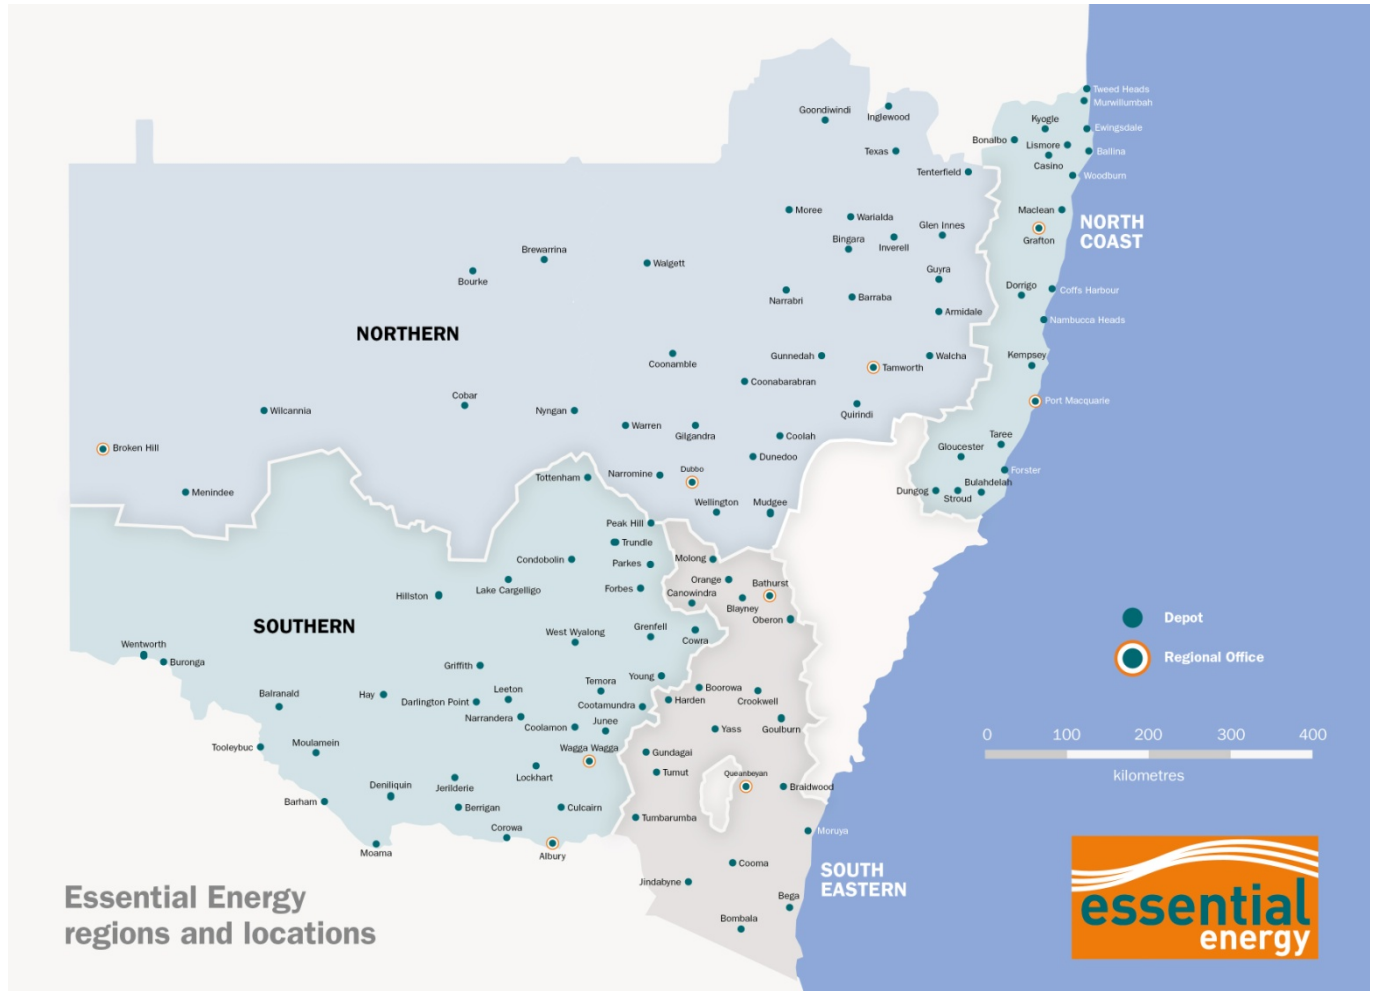 Tweed Heads
Murwillumbah
Goondiwindi
Inglewood
Kyogle
Ewingsdale
Bonalbo
Lismore
Ballina
Texas
Casino
Tenterfield
Woodburn
Moree
Warialda
Maclean
NORTH
COAST
Glen Innes
Bingara
Inverell
Grafton
Brewarrina
Walgett
Bourke
Guyra
Dorrigo
Coffs Harbour
Narrabri
Barraba
Armidale
Nambucca Heads
NORTHERN
Gunnedah
Walcha
Kempsey
Coonamble
Tamworth
Coonabarabran
Cobar
Port Macquarie
Wilcannia
Nyngan
Quirindi
Warren
Gilgandra
Coolah
Taree
Broken Hill
Gloucester
Dunedoo
Dubbo
Forster
Tottenham
Narromine
Bulahdelah
Menindee
Dungog
Stroud
Wellington
Mudgee
Peak Hill
Trundle
Condobolin
Parkes
Molong
Orange
Bathurst
Lake Cargelligo
Forbes
Canowindra
Hillston
Blayney
Oberon
Depot
SOUTHERN
West Wyalong
Grenfell
Cowra
Wentworth
Buronga
Regional Office
Griffith
Young
Temora
Boorowa
Balranald
Hay
Leeton
Darlington Point
Cootamundra
Harden
Crookwell
Narrandera
Coolamon
Junee
Yass
Goulburn
0 100 200 300 400
kilometres
Tooleybuc
Moulamein
Wagga Wagga
Gundagai
Lockhart
Tumut
Queanbeyan
Deniliquin
Jerilderie
Braidwood
Barham
Berrigan
Culcairn
Tumbarumba
Corowa
Moruya
Moama
Albury
Cooma
SOUTH
EASTERN
Jindabyne
Bega
Bombala
Essential Energy
regions and locations
essential
energy